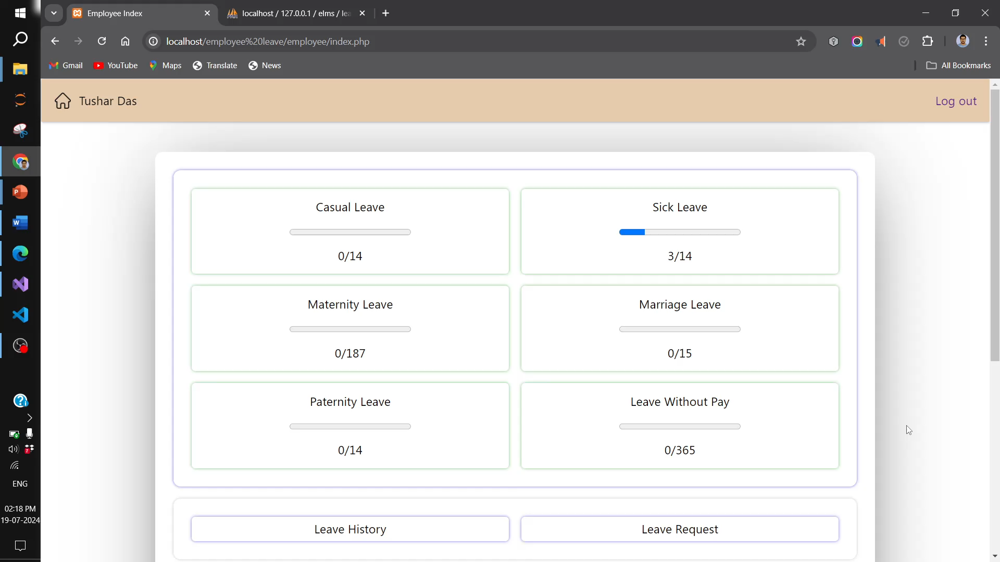 Employee Index
localhost / 127.0.0.1 / elms / lea
localhost/employee%20leave/employee/index.php
Gmail
YouTube
Maps
Translate
News
All Bookmarks
Tushar Das
Log out
Casual Leave
0/14
Sick Leave
3/14
Maternity Leave
0/187
Marriage Leave
0/15
Paternity Leave
0/14
Leave Without Pay
0/365
Leave History
Leave Request
ENG
02:18 PM
19-07-2024